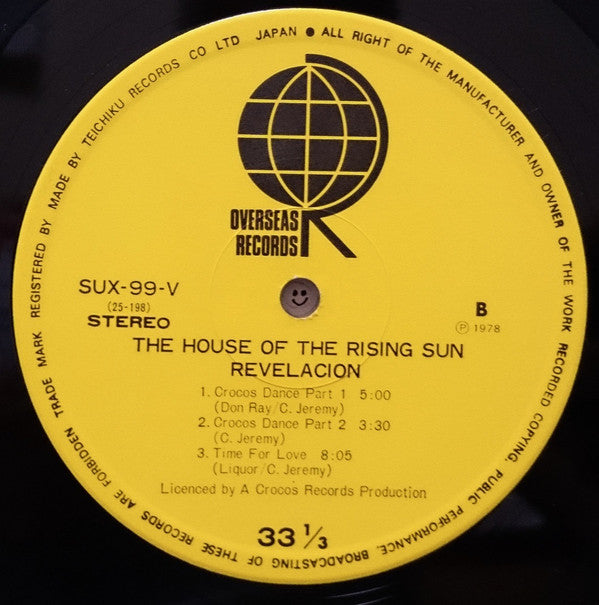 TRADE MARK REGISTERED BY MADE BY TEICHIKU RECORDS CO LTD JAPAN ● ALL RIGHT OF THE MANUFACTURER AND OWNER OF THE WORK RECORDED COPYING, PUBLIC PERFORMANCE, BROADCASTING OF THESE RECORDS ARE FORBIDDEN
OVERSEAS
RECORDS
SUX-99-V
(25-198)
STEREO
B
Ⓟ 1978
THE HOUSE OF THE RISING SUN
REVELACION
1. Crocos Dance Part 1 5:00
(Don Ray/C. Jeremy)
2. Crocos Dance Part 2 3:30
(C. Jeremy)
3. Time For Love 8:05
(Liquor/C. Jeremy)
Licenced by A Crocos Records Production
33 1/3